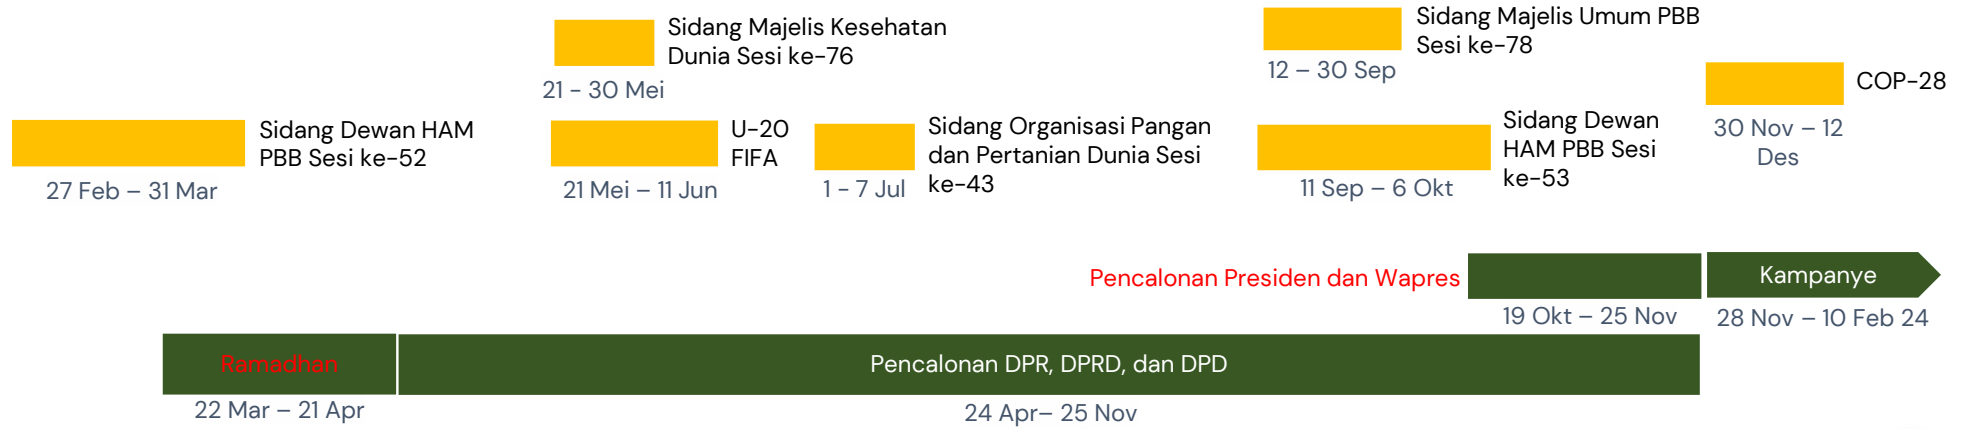 Sidang Majelis Kesehatan
Dunia Sesi ke-76
21 - 30 Mei
Sidang Majelis Umum PBB
Sesi ke-78
12 – 30 Sep
COP-28
30 Nov – 12
Des
Sidang Dewan HAM
PBB Sesi ke-52
27 Feb – 31 Mar
U-20
FIFA
21 Mei – 11 Jun
Sidang Organisasi Pangan
dan Pertanian Dunia Sesi
ke-43
1 - 7 Jul
Sidang Dewan
HAM PBB Sesi
ke-53
11 Sep – 6 Okt
Pencalonan Presiden dan Wapres
19 Okt – 25 Nov
Kampanye
28 Nov – 10 Feb 24
Ramadhan
22 Mar – 21 Apr
Pencalonan DPR, DPRD, dan DPD
24 Apr– 25 Nov